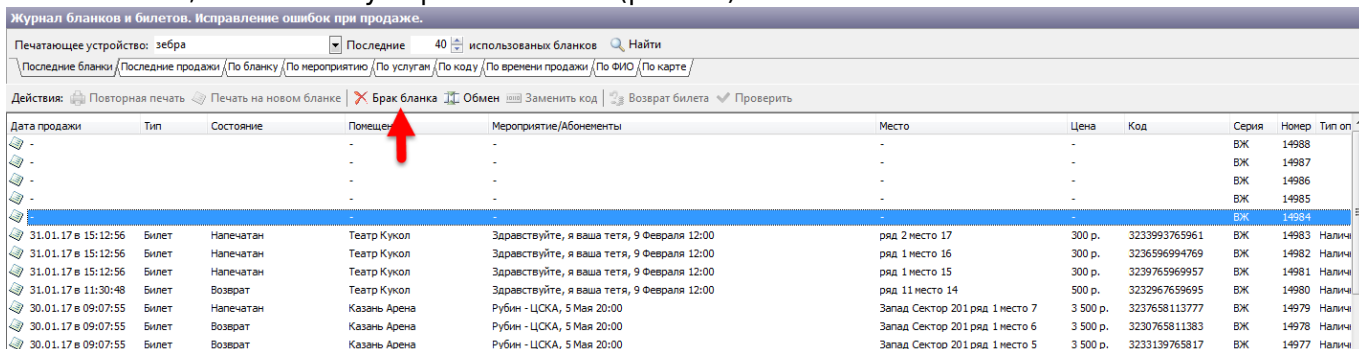 Журнал бланков и билетов. Исправление ошибок при продаже.
Печатающее устройство: зебра Последние 40 использованых бланков Найти
Последние бланки Последние продажи По бланку По мероприятию По услугам По коду По времени продажи По ФИО По карте
Действия: Повторная печать Печать на новом бланке Брак бланка Обмен Заменить код Возврат билета Проверить
Дата продажи Тип Состояние Помещен Мероприятие/Абонементы Место Цена Код Серия Номер Тип оп
- - - - - ВЖ 14988
- - - - - ВЖ 14987
- - - - - ВЖ 14986
- - - - - ВЖ 14985
- - - - - ВЖ 14984
31.01.17 в 15:12:56 Билет Напечатан Театр Кукол Здравствуйте, я ваша тетя, 9 Февраля 12:00 ряд 2 место 17 300 р. 3233993765961 ВЖ 14983 Наличн
31.01.17 в 15:12:56 Билет Напечатан Театр Кукол Здравствуйте, я ваша тетя, 9 Февраля 12:00 ряд 1 место 16 300 р. 3236596994769 ВЖ 14982 Наличн
31.01.17 в 15:12:56 Билет Напечатан Театр Кукол Здравствуйте, я ваша тетя, 9 Февраля 12:00 ряд 1 место 15 300 р. 3239765969957 ВЖ 14981 Наличн
31.01.17 в 11:30:48 Билет Возврат Театр Кукол Здравствуйте, я ваша тетя, 9 Февраля 12:00 ряд 11 место 14 500 р. 3232967659695 ВЖ 14980 Наличн
30.01.17 в 09:07:55 Билет Напечатан Казань Арена Рубин - ЦСКА, 5 Мая 20:00 Запад Сектор 201 ряд 1 место 7 3 500 р. 3237658113777 ВЖ 14979 Наличн
30.01.17 в 09:07:55 Билет Возврат Казань Арена Рубин - ЦСКА, 5 Мая 20:00 Запад Сектор 201 ряд 1 место 6 3 500 р. 3230765811383 ВЖ 14978 Наличн
30.01.17 в 09:07:55 Билет Возврат Казань Арена Рубин - ЦСКА, 5 Мая 20:00 Запад Сектор 201 ряд 1 место 5 3 500 р. 3233139765817 ВЖ 14977 Наличн